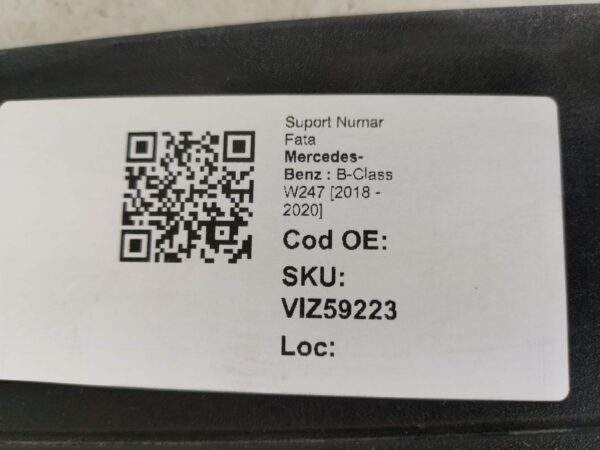 Suport Numar
Fata
Mercedes-
Benz : B-Class
W247 [2018 -
2020]
Cod OE:
SKU:
VIZ59223
Loc: